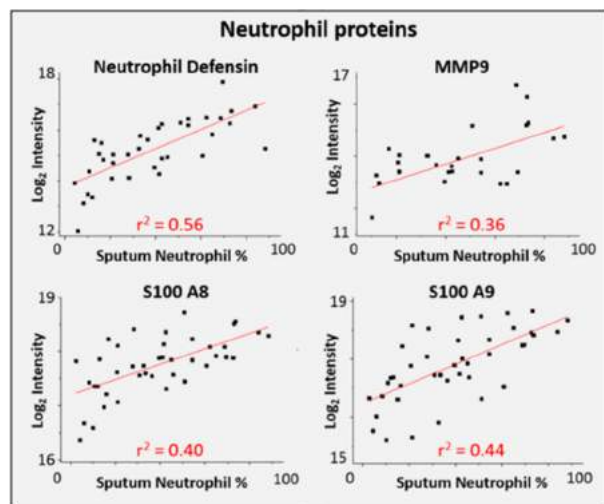 Neutrophil proteins
Neutrophil Defensin
18
Log₂ Intensity
12
r² = 0.56
0
100
Sputum Neutrophil %
MMP9
17
Log₂ Intensity
11
r² = 0.36
0
100
Sputum Neutrophil %
S100 A8
19
Log₂ Intensity
16
r² = 0.40
0
100
Sputum Neutrophil %
S100 A9
19
Log₂ Intensity
15
r² = 0.44
0
100
Sputum Neutrophil %